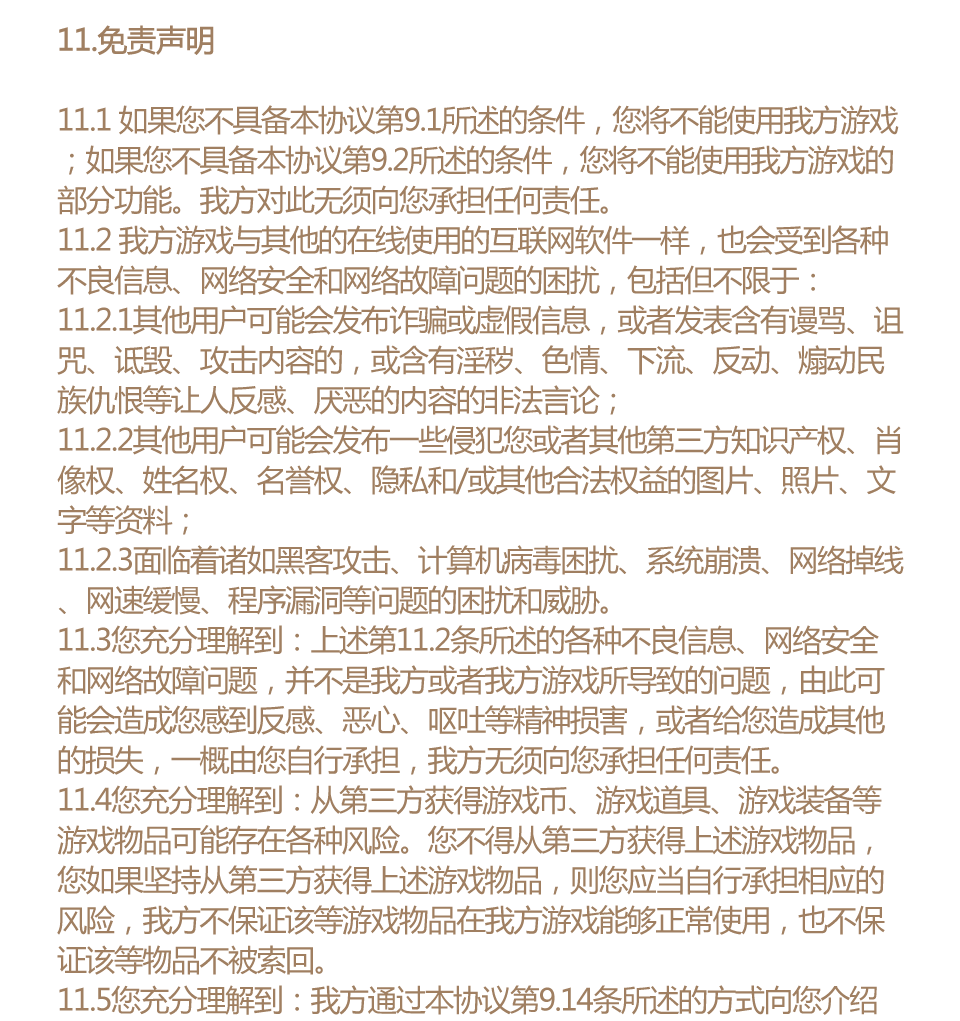 11.免责声明
11.1 如果您不具备本协议第9.1所述的条件，您将不能使用我方游戏
；如果您不具备本协议第9.2所述的条件，您将不能使用我方游戏的
部分功能。我方对此无须向您承担任何责任。
11.2 我方游戏与其他的在线使用的互联网软件一样，也会受到各种
不良信息、网络安全和网络故障问题的困扰，包括但不限于：
11.2.1其他用户可能会发布诈骗或虚假信息，或者发表含有谩骂、诅
咒、诋毁、攻击内容的，或含有淫秽、色情、下流、反动、煽动民
族仇恨等让人反感、厌恶的内容的非法言论；
11.2.2其他用户可能会发布一些侵犯您或者其他第三方知识产权、肖
像权、姓名权、名誉权、隐私和/或其他合法权益的图片、照片、文
字等资料；
11.2.3面临着诸如黑客攻击、计算机病毒困扰、系统崩溃、网络掉线
、网速缓慢、程序漏洞等问题的困扰和威胁。
11.3您充分理解到：上述第11.2条所述的各种不良信息、网络安全
和网络故障问题，并不是我方或者我方游戏所导致的问题，由此可
能会造成您感到反感、恶心、呕吐等精神损害，或者给您造成其他
的损失，一概由您自行承担，我方无须向您承担任何责任。
11.4您充分理解到：从第三方获得游戏币、游戏道具、游戏装备等
游戏物品可能存在各种风险。您不得从第三方获得上述游戏物品，
您如果坚持从第三方获得上述游戏物品，则您应当自行承担相应的
风险，我方不保证该等游戏物品在我方游戏能够正常使用，也不保
证该等物品不被索回。
11.5您充分理解到：我方通过本协议第9.14条所述的方式向您介绍